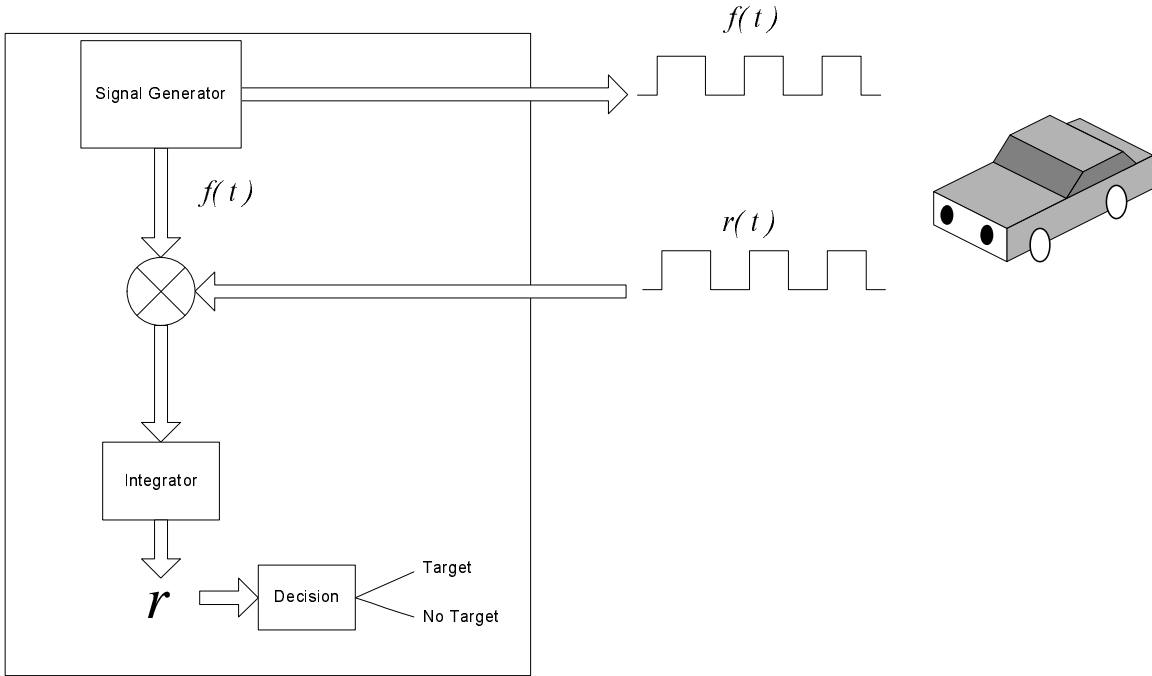 f(t)
Signal Generator
f(t)
r(t)
Integrator
Target
r
Decision
No Target